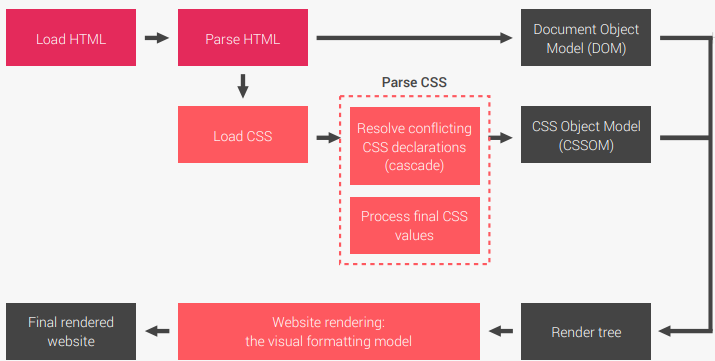 Load HTML
Parse HTML
Document Object
Model (DOM)
Parse CSS
Load CSS
Resolve conflicting
CSS declarations
(cascade)
CSS Object Model
(CSSOM)
Process final CSS
values
Final rendered
website
Website rendering:
the visual formatting model
Render tree